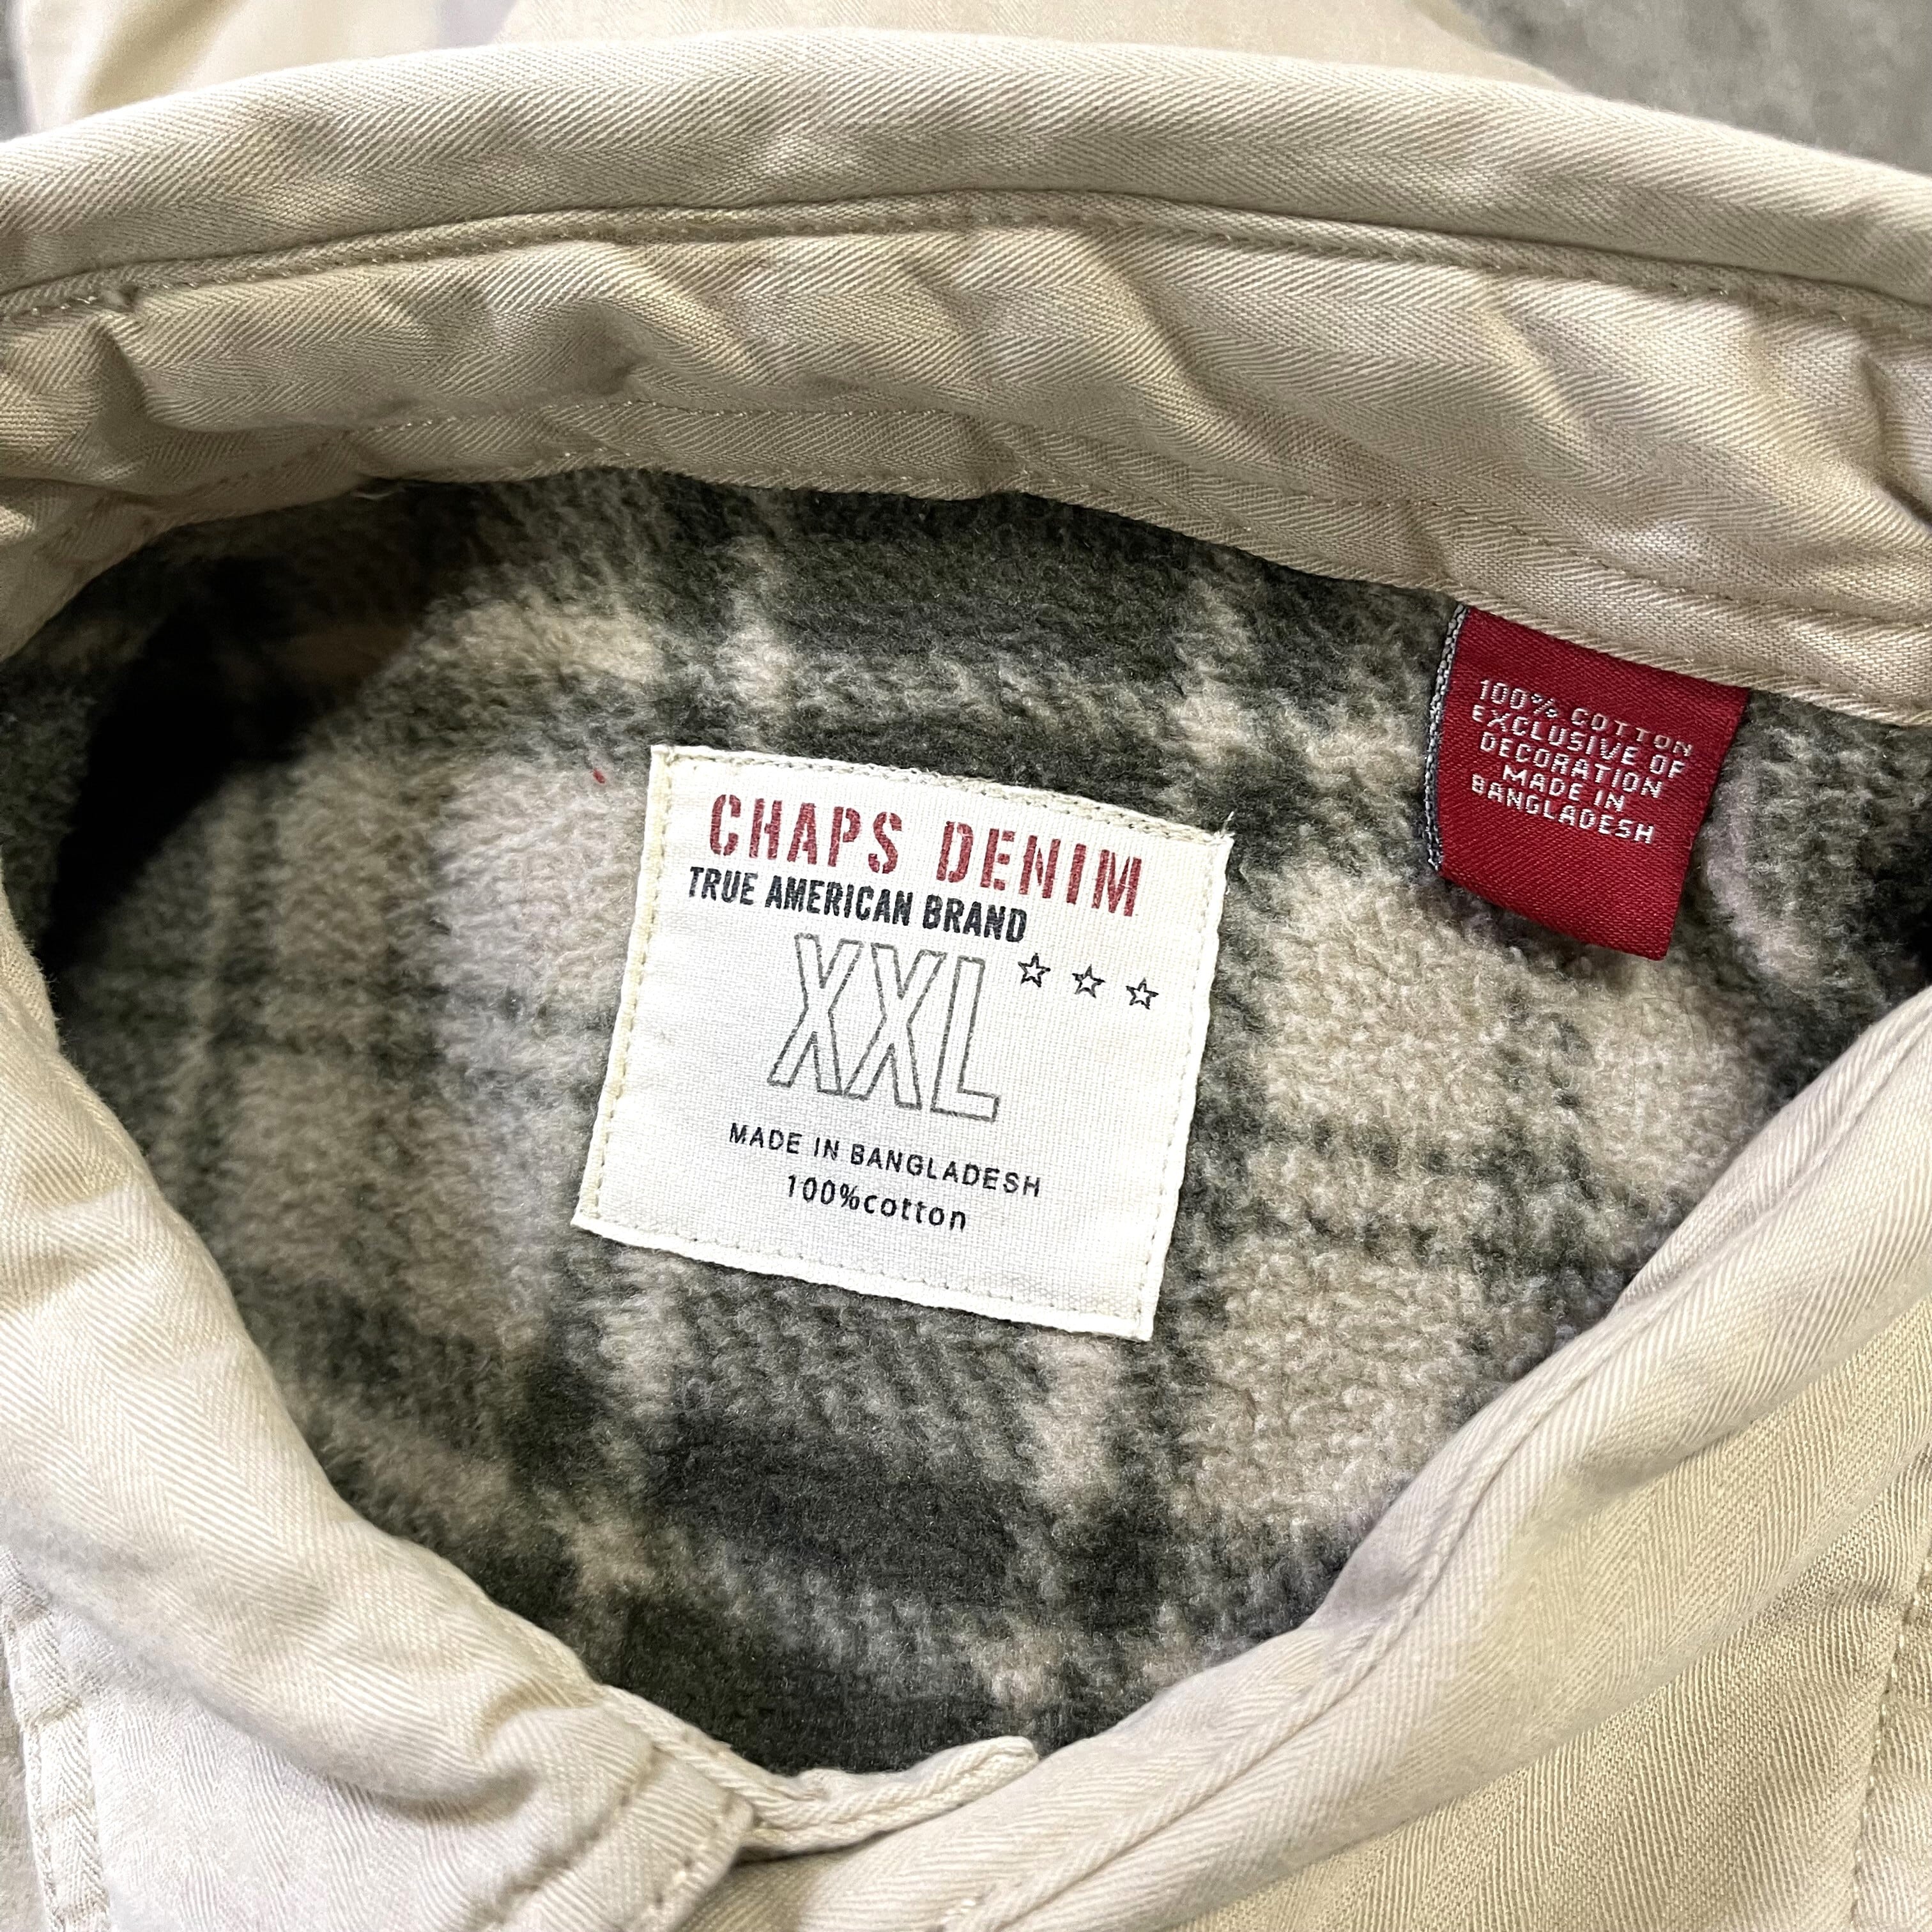 CHAPS DENIM
TRUE AMERICAN BRAND
XXL
MADE IN BANGLADESH
100%cotton
100% COTTON
EXCLUSIVE OF
DECORATION
MADE IN
BANGLADESH